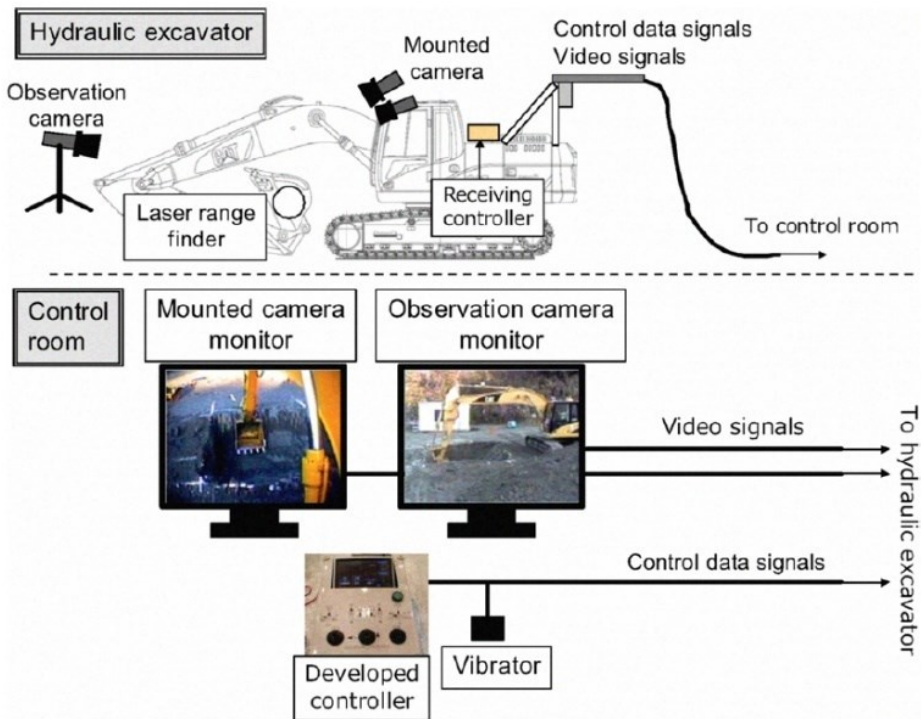 Hydraulic excavator
Mounted
camera
Control data signals
Video signals
Observation
camera
Laser range
finder
Receiving
controller
To control room
Control
room
Mounted camera
monitor
Observation camera
monitor
Video signals
To hydraulic excavator
Control data signals
Developed
controller
Vibrator